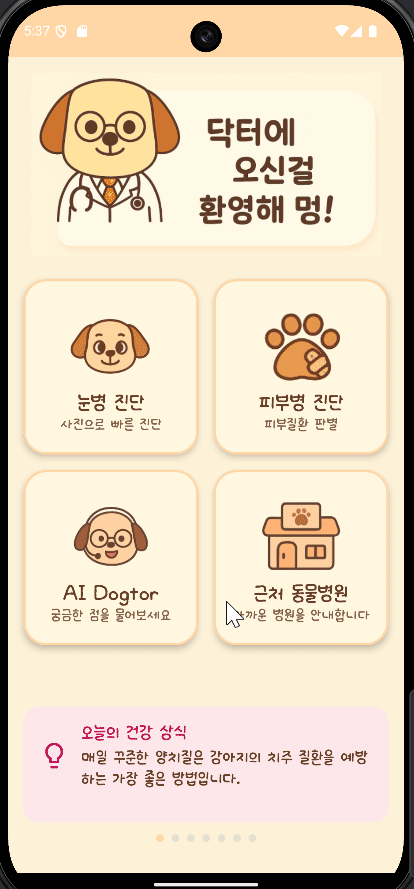 5:37
닥터에
오신걸
환영해 멍!
눈병 진단
사진으로 빠른 진단
피부병 진단
피부질환 판별
AI Dogtor
궁금한 점을 물어보세요
근처 동물병원
병원을 안내합니다
오늘의 건강 상식
매일 꾸준한 양치질은 강아지의 치주 질환을 예방
하는 가장 좋은 방법입니다.